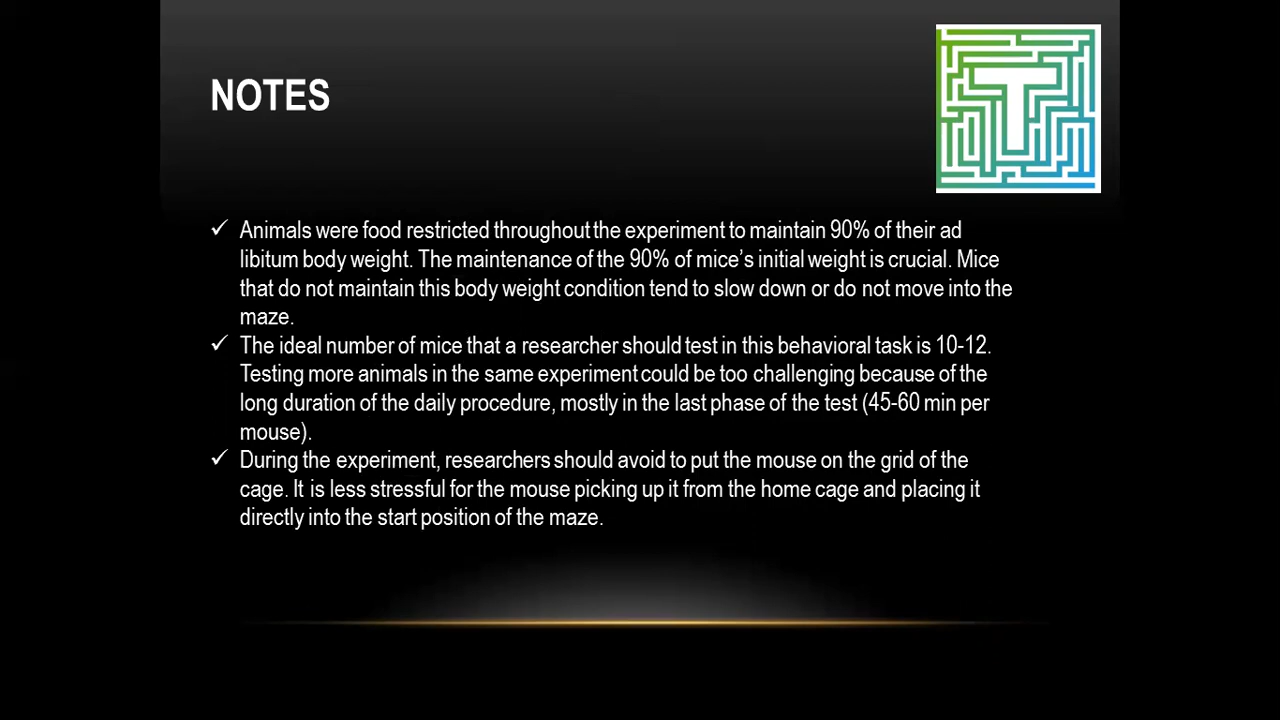 NOTES
T
✓ Animals were food restricted throughout the experiment to maintain 90% of their ad
libitum body weight. The maintenance of the 90% of mice's initial weight is crucial. Mice
that do not maintain this body weight condition tend to slow down or do not move into the
maze.
✓ The ideal number of mice that a researcher should test in this behavioral task is 10-12.
Testing more animals in the same experiment could be too challenging because of the
long duration of the daily procedure, mostly in the last phase of the test (45-60 min per
mouse).
✓ During the experiment, researchers should avoid to put the mouse on the grid of the
cage. It is less stressful for the mouse picking up it from the home cage and placing it
directly into the start position of the maze.